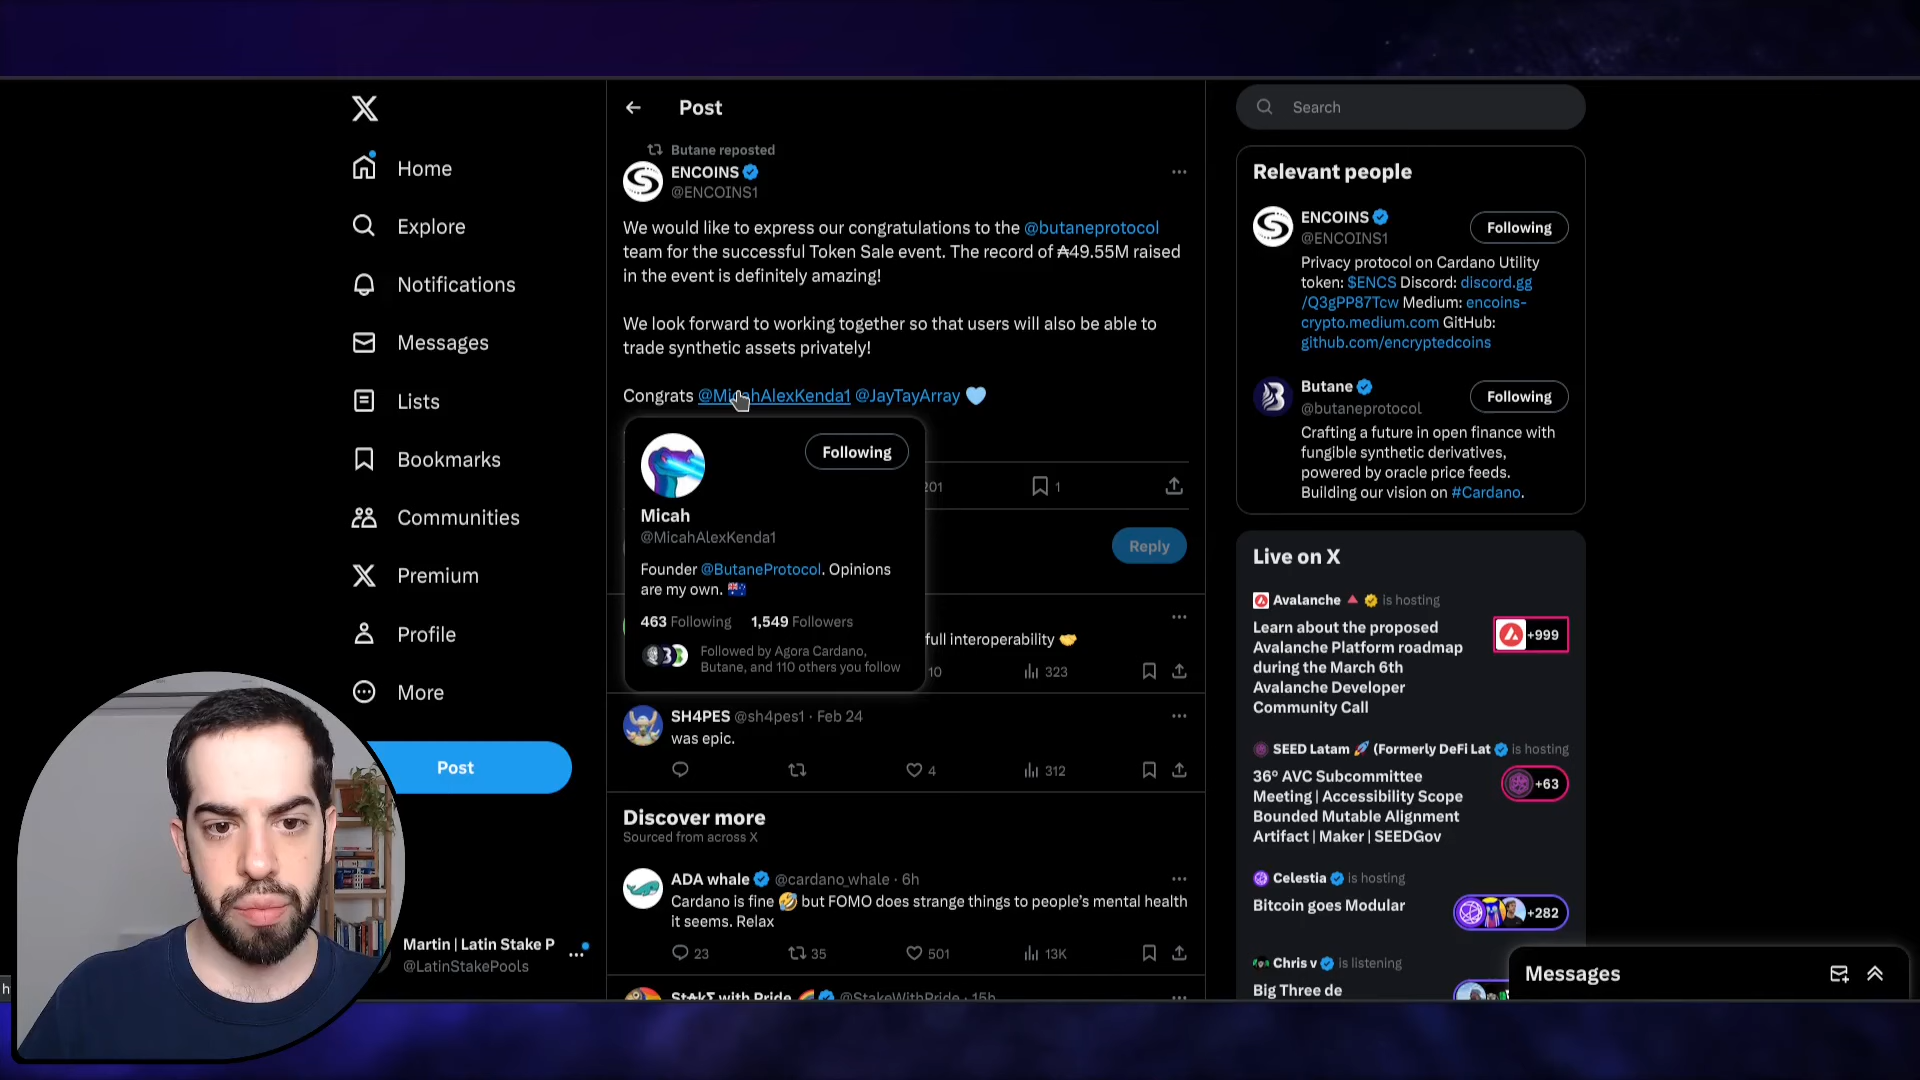 Home
Explore
Notifications
Messages
Lists
Bookmarks
Communities
Premium
Profile
More
Post
Martin | Latin Stake P
@LatinStakePools
Post
Butane reposted
ENCOINS
@ENCOINS1
We would like to express our congratulations to the @butaneprotocol
team for the successful Token Sale event. The record of ₳49.55M raised
in the event is definitely amazing!
We look forward to working together so that users will also be able to
trade synthetic assets privately!
Congrats @MicahAlexKenda1 @JayTayArray 🩵
Following
Micah
@MicahAlexKenda1
Founder @ButaneProtocol. Opinions
are my own. 🇦🇺
463 Following 1,549 Followers
Followed by Agora Cardano,
Butane, and 110 others you follow
201 1
Reply
full interoperability 🤝
10 323
SH4PES @sh4pes1 · Feb 24
was epic.
4 312
Discover more
Sourced from across X
ADA whale @cardano_whale · 6h
Cardano is fine 🤣 but FOMO does strange things to people's mental health
it seems. Relax
23 35 501 13K
St₳kΣ with Pride 🌈 @StakeWithPride · 15h
Search
Relevant people
ENCOINS
@ENCOINS1
Following
Privacy protocol on Cardano Utility
token: $ENCS Discord: discord.gg
/Q3gPP87Tcw Medium: encoins-
crypto.medium.com GitHub:
github.com/encryptedcoins
Butane
@butaneprotocol
Following
Crafting a future in open finance with
fungible synthetic derivatives,
powered by oracle price feeds.
Building our vision on #Cardano.
Live on X
Avalanche 🔺 is hosting
Learn about the proposed
Avalanche Platform roadmap
during the March 6th
Avalanche Developer
Community Call
+999
SEED Latam 🚀 (Formerly DeFi Lat is hosting
36º AVC Subcommittee
Meeting | Accessibility Scope
Bounded Mutable Alignment
Artifact | Maker | SEEDGov
+63
Celestia is hosting
Bitcoin goes Modular
+282
Chris v is listening
Big Three de
Messages